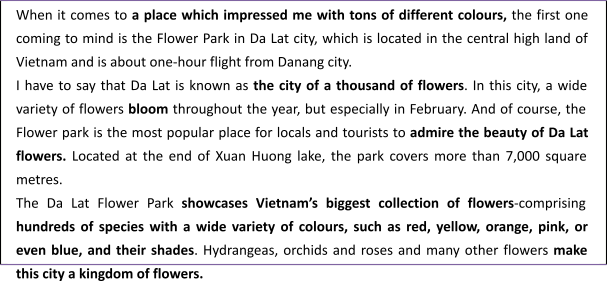 When it comes to a place which impressed me with tons of different colours, the first one
coming to mind is the Flower Park in Da Lat city, which is located in the central high land of
Vietnam and is about one-hour flight from Danang city.
I have to say that Da Lat is known as the city of a thousand of flowers. In this city, a wide
variety of flowers bloom throughout the year, but especially in February. And of course, the
Flower park is the most popular place for locals and tourists to admire the beauty of Da Lat
flowers. Located at the end of Xuan Huong lake, the park covers more than 7,000 square
metres.
The Da Lat Flower Park showcases Vietnam’s biggest collection of flowers-comprising
hundreds of species with a wide variety of colours, such as red, yellow, orange, pink, or
even blue, and their shades. Hydrangeas, orchids and roses and many other flowers make
this city a kingdom of flowers.